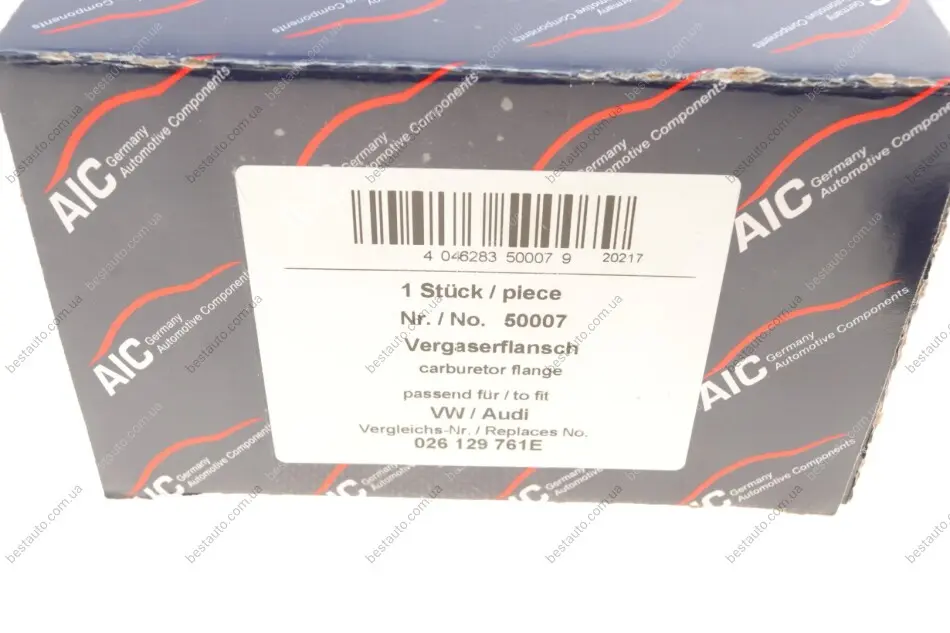 AIC Germany
Automotive Components
4 046283 50007 9 20217
1 Stück / piece
Nr. / No. 50007
Vergaserflansch
carburetor flange
passend für / to fit
VW / Audi
Vergleichs-Nr. / Replaces No.
026 129 761E
AIC Germany
Automotive Components
AIC Germany
Automotive Components
AIC Germany
Automotive Components
bestauto.com.ua